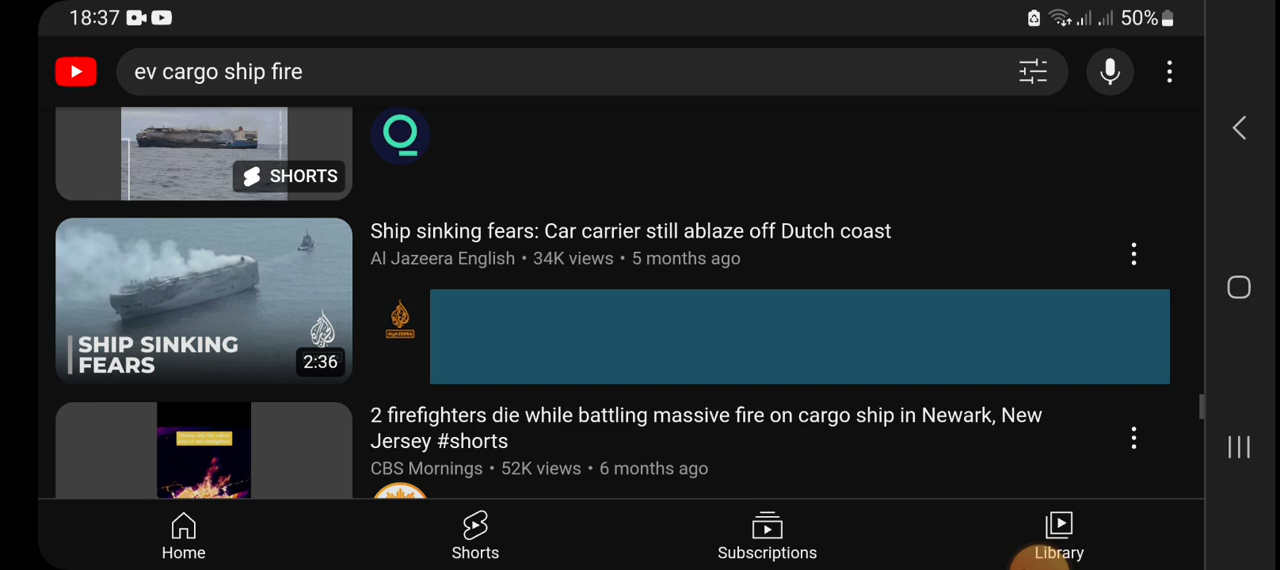 18:37
50%
ev cargo ship fire
SHORTS
Ship sinking fears: Car carrier still ablaze off Dutch coast
Al Jazeera English • 34K views • 5 months ago
SHIP SINKING
FEARS
2:36
ALJAZEERA
2 firefighters die while battling massive fire on cargo ship in Newark, New
Jersey #shorts
CBS Mornings • 52K views • 6 months ago
Home
Shorts
Subscriptions
Library